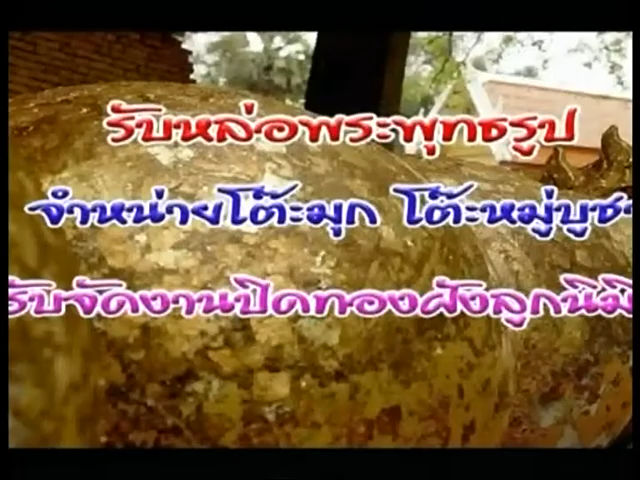 รับหล่อพระพุทธรูป
จำหน่ายโต๊ะมุก โต๊ะหมู่บูชา
รับจัดงานปิดทองฝังลูกนิมิ